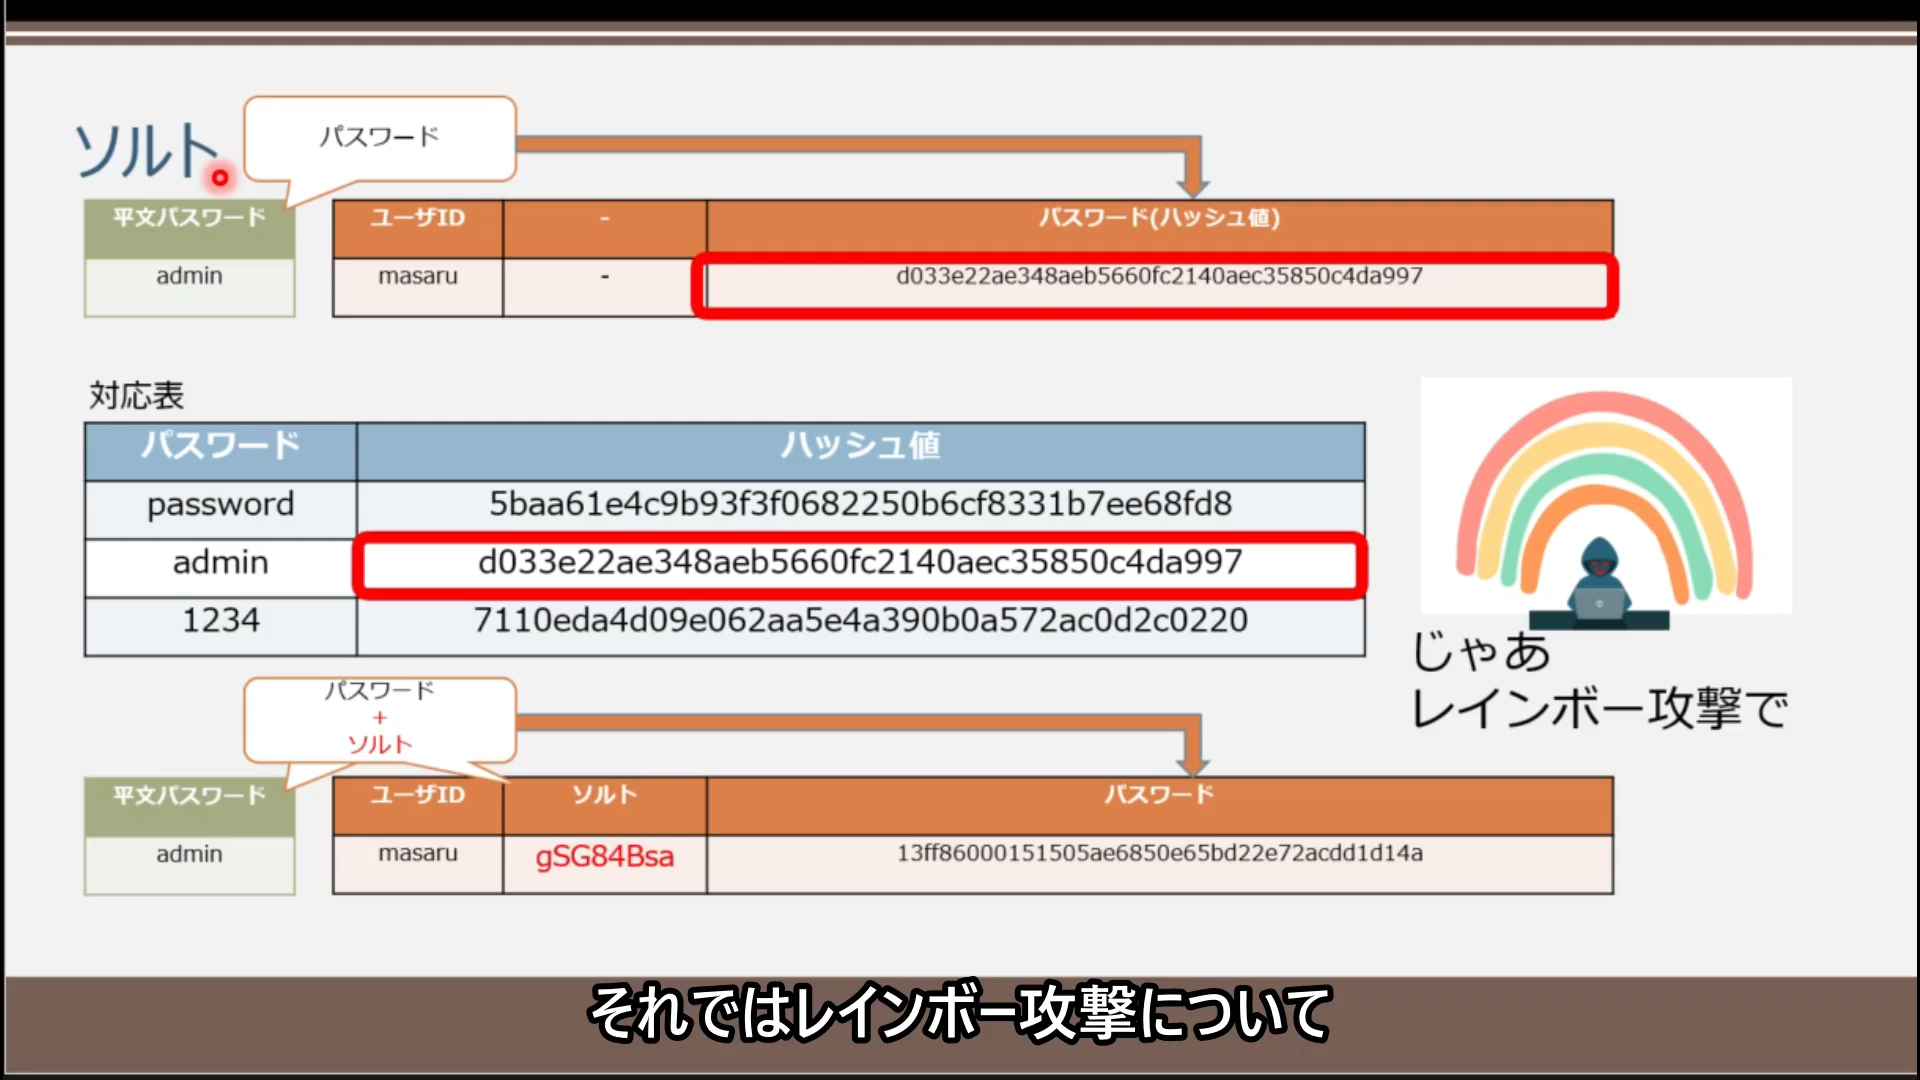 ソルト
パスワード
平文パスワード
admin
ユーザID - パスワード(ハッシュ値)
masaru - d033e22ae348aeb5660fc2140aec35850c4da997
対応表
パスワード ハッシュ値
password 5baa61e4c9b93f3f0682250b6cf8331b7ee68fd8
admin d033e22ae348aeb5660fc2140aec35850c4da997
1234 7110eda4d09e062aa5e4a390b0a572ac0d2c0220
じゃあ
レインボー攻撃で
パスワード
+
ソルト
平文パスワード
admin
ユーザID ソルト パスワード
masaru gSG84Bsa 13ff86000151505ae6850e65bd22e72acdd1d14a
それではレインボー攻撃について